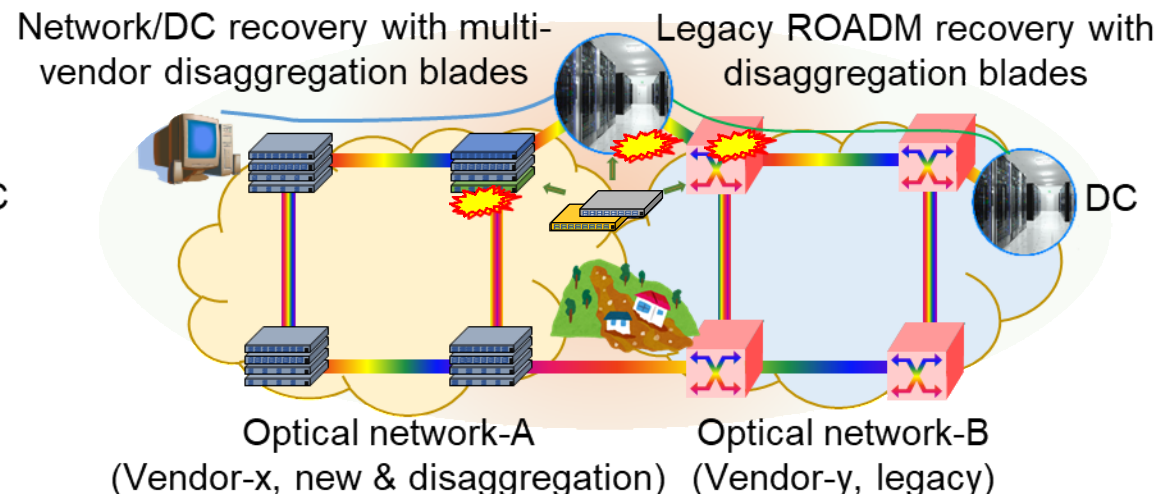 Network/DC recovery with multi-
vendor disaggregation blades
Legacy ROADM recovery with
disaggregation blades
C
DC
Optical network-A
(Vendor-x, new & disaggregation)
Optical network-B
(Vendor-y, legacy)